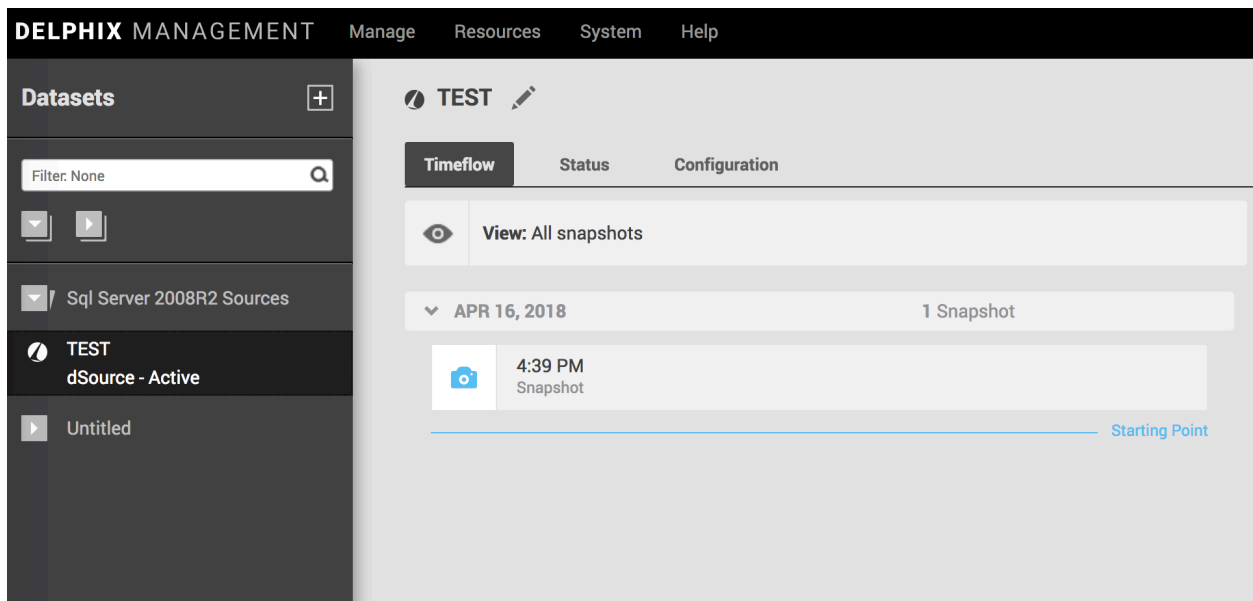 DELPHIX MANAGEMENT Manage Resources System Help
Datasets
Filter: None
Sql Server 2008R2 Sources
TEST
dSource - Active
Untitled
TEST
Timeflow Status Configuration
View: All snapshots
APR 16, 2018 1 Snapshot
4:39 PM
Snapshot
Starting Point